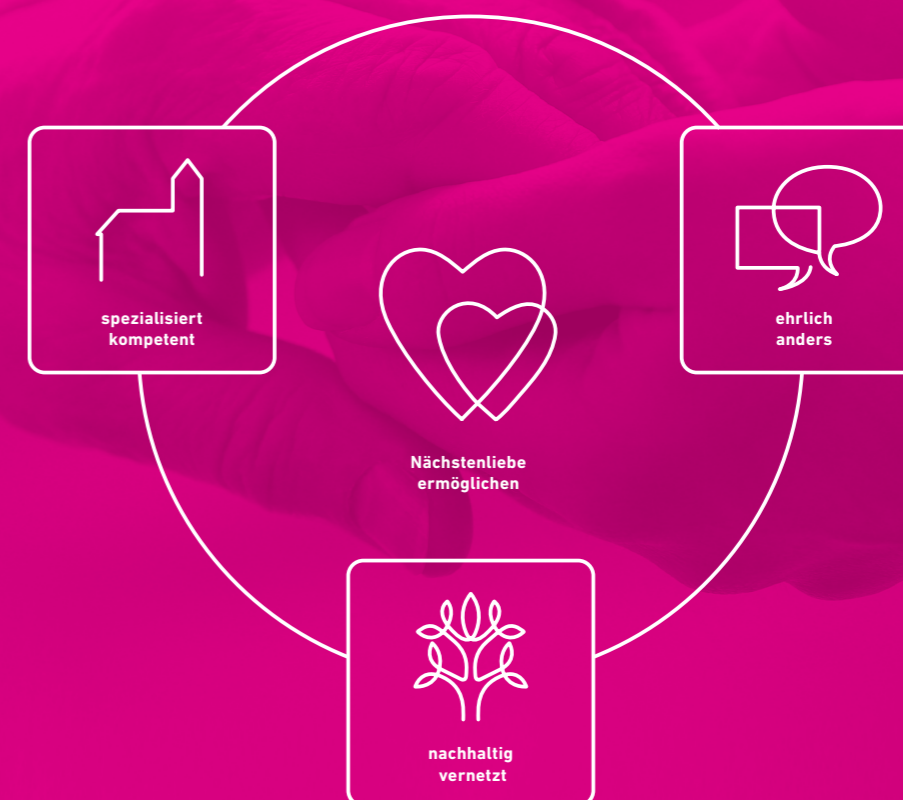 spezialisiert
kompetent
ehrlich
anders
Nächstenliebe
ermöglichen
nachhaltig
vernetzt